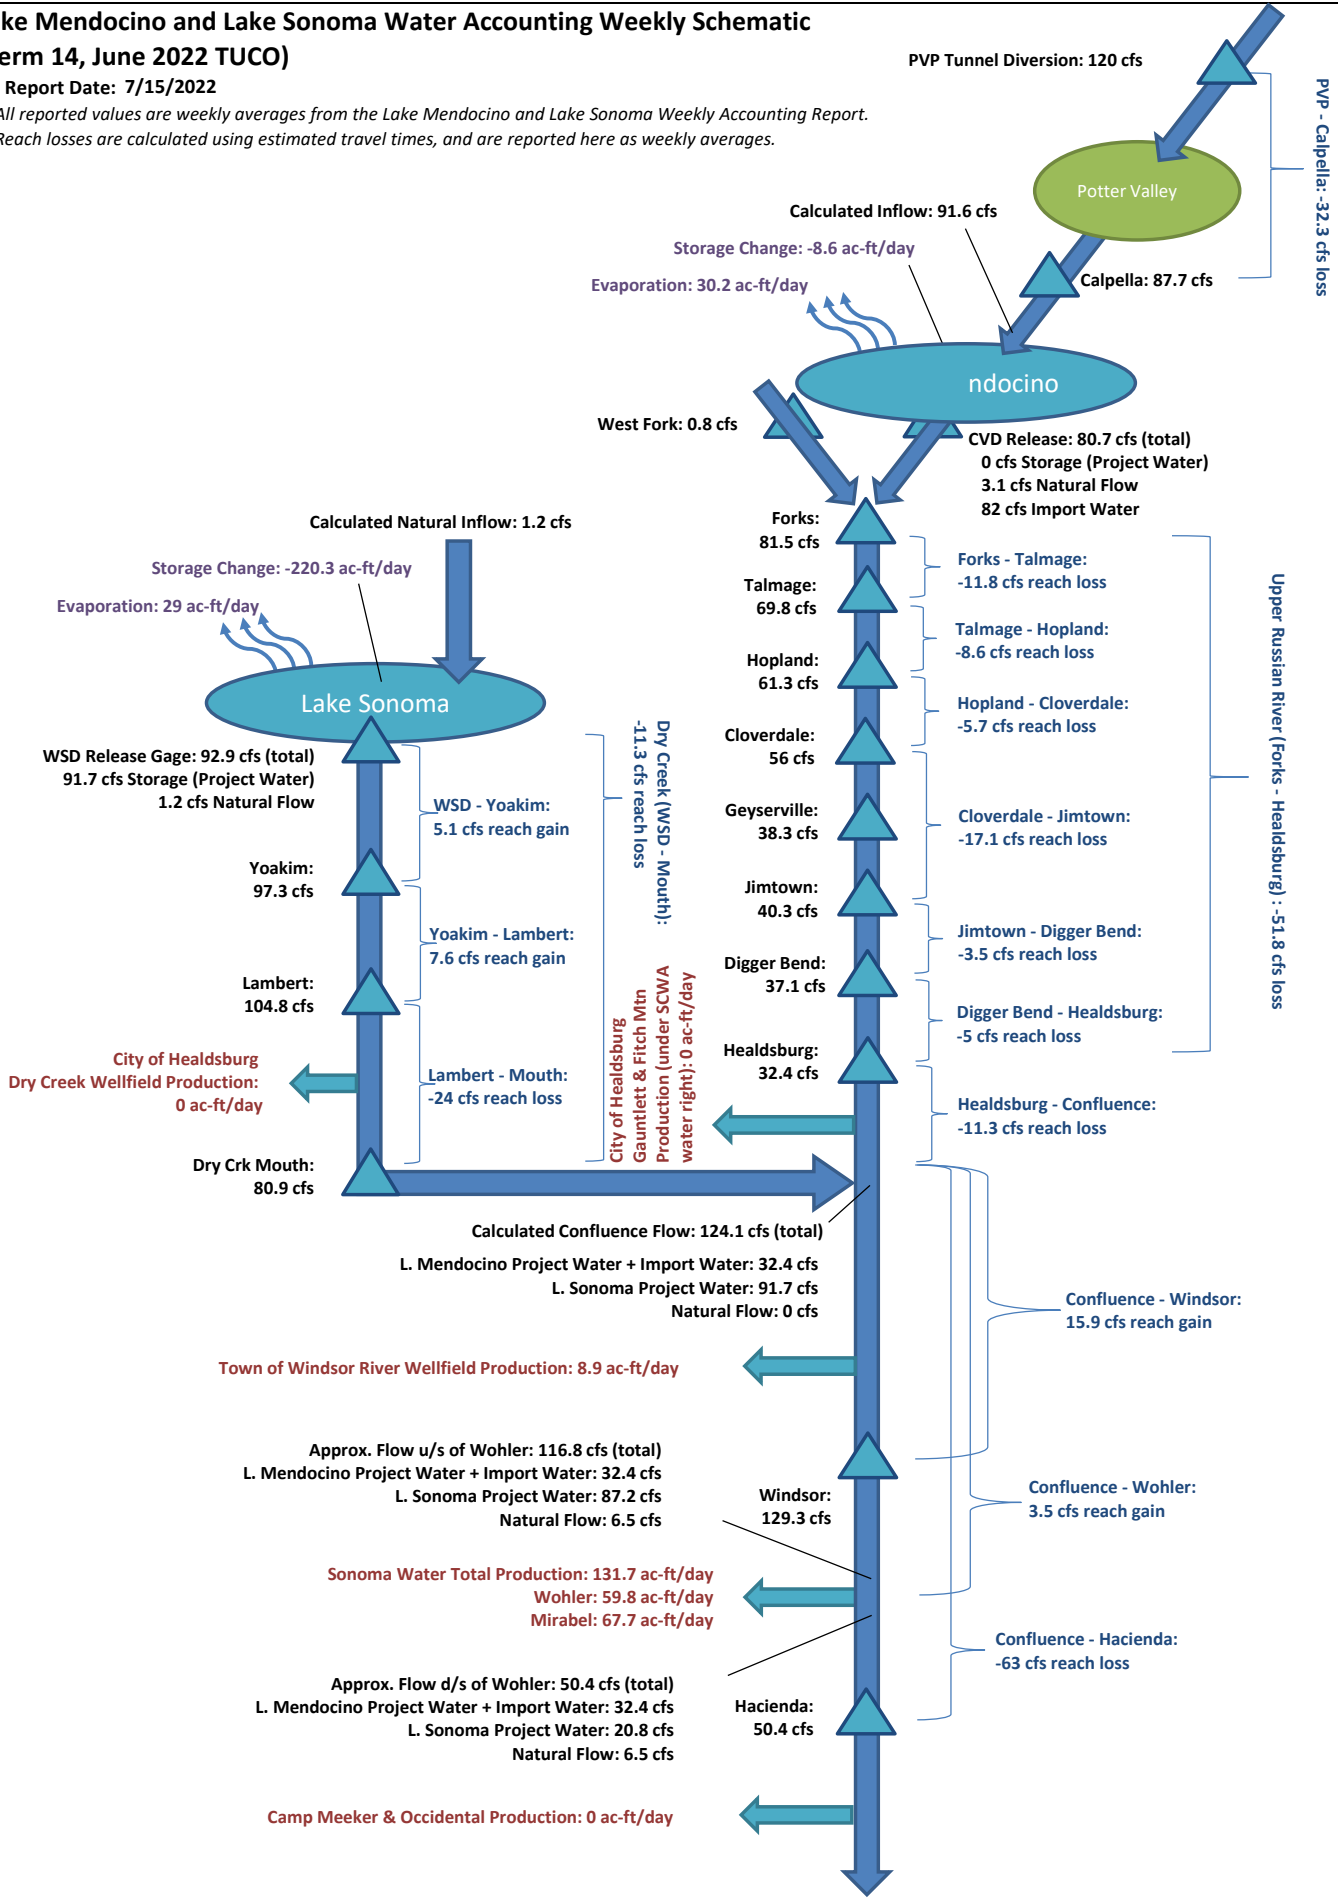 ke Mendocino and Lake Sonoma Water Accounting Weekly Schematic
erm 14, June 2022 TUCO)
Report Date: 7/15/2022
All reported values are weekly averages from the Lake Mendocino and Lake Sonoma Weekly Accounting Report.
Reach losses are calculated using estimated travel times, and are reported here as weekly averages.
PVP Tunnel Diversion: 120 cfs
PVP - Calpella: -32.3 cfs loss
Potter Valley
Calculated Inflow: 91.6 cfs
Storage Change: -8.6 ac-ft/day
Evaporation: 30.2 ac-ft/day
Calpella: 87.7 cfs
ndocino
West Fork: 0.8 cfs
CVD Release: 80.7 cfs (total)
0 cfs Storage (Project Water)
3.1 cfs Natural Flow
82 cfs Import Water
Calculated Natural Inflow: 1.2 cfs
Storage Change: -220.3 ac-ft/day
Evaporation: 29 ac-ft/day
Lake Sonoma
WSD Release Gage: 92.9 cfs (total)
91.7 cfs Storage (Project Water)
1.2 cfs Natural Flow
WSD - Yoakim:
5.1 cfs reach gain
Yoakim:
97.3 cfs
Yoakim - Lambert:
7.6 cfs reach gain
Lambert:
104.8 cfs
City of Healdsburg
Dry Creek Wellfield Production:
0 ac-ft/day
Lambert - Mouth:
-24 cfs reach loss
Dry Crk Mouth:
80.9 cfs
Dry Creek (WSD - Mouth):
-11.3 cfs reach loss
City of Healdsburg
Gauntlett & Fitch Mtn
Production (under SCWA
water right): 0 ac-ft/day
Forks:
81.5 cfs
Forks - Talmage:
-11.8 cfs reach loss
Talmage:
69.8 cfs
Talmage - Hopland:
-8.6 cfs reach loss
Hopland:
61.3 cfs
Hopland - Cloverdale:
-5.7 cfs reach loss
Cloverdale:
56 cfs
Geyserville:
38.3 cfs
Cloverdale - Jimtown:
-17.1 cfs reach loss
Jimtown:
40.3 cfs
Jimtown - Digger Bend:
-3.5 cfs reach loss
Digger Bend:
37.1 cfs
Digger Bend - Healdsburg:
-5 cfs reach loss
Healdsburg:
32.4 cfs
Healdsburg - Confluence:
-11.3 cfs reach loss
Upper Russian River (Forks - Healdsburg) : -51.8 cfs loss
Calculated Confluence Flow: 124.1 cfs (total)
L. Mendocino Project Water + Import Water: 32.4 cfs
L. Sonoma Project Water: 91.7 cfs
Natural Flow: 0 cfs
Confluence - Windsor:
15.9 cfs reach gain
Town of Windsor River Wellfield Production: 8.9 ac-ft/day
Approx. Flow u/s of Wohler: 116.8 cfs (total)
L. Mendocino Project Water + Import Water: 32.4 cfs
L. Sonoma Project Water: 87.2 cfs
Natural Flow: 6.5 cfs
Windsor:
129.3 cfs
Confluence - Wohler:
3.5 cfs reach gain
Sonoma Water Total Production: 131.7 ac-ft/day
Wohler: 59.8 ac-ft/day
Mirabel: 67.7 ac-ft/day
Confluence - Hacienda:
-63 cfs reach loss
Approx. Flow d/s of Wohler: 50.4 cfs (total)
L. Mendocino Project Water + Import Water: 32.4 cfs
L. Sonoma Project Water: 20.8 cfs
Natural Flow: 6.5 cfs
Hacienda:
50.4 cfs
Camp Meeker & Occidental Production: 0 ac-ft/day